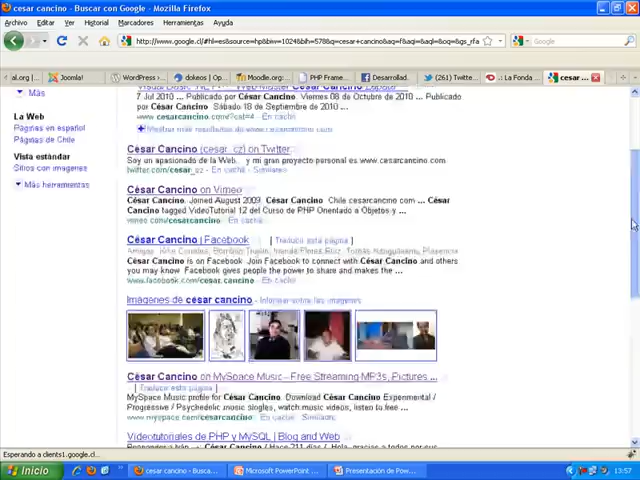 cesar cancino - Buscar con Google - Mozilla Firefox
Archivo Editar Ver Historial Marcadores Herramientas Ayuda
http://www.google.cl/#hl=es&source=hp&biw=1024&bih=578&q=cesar+cancino&aq=f&aqi=&aql=&oq=&gs_rfa
Google
al.org | ... Joomla! WordPress ›... dokeos | Op... Moodle.org:... PHP Frame... Desarrollad. (261) Twitte... La Fonda ... cesar ...
Más
La Web
Páginas en español
Páginas de Chile
Vista estándar
Sitios con imágenes
Más herramientas
7 Jul 2010 ... Publicado por César Cancino. Viernes 08 de Octubre de 2010 ... Publicado
por César Cancino. Sábado 18 de Septiembre de 2010 ...
www.cesarcancino.com/?cat=4 - En caché
Mostrar más resultados de www.cesarcancino.com
César Cancino (cesar_cz) on Twitter
Soy un apasionado de la Web. y mi gran proyecto personal es www.cesarcancino.com
twitter.com/cesar_cz - En caché - Similares
César Cancino on Vimeo
César Cancino. Joined August 2009. César Cancino. Chile cesarcancino.com ... César
Cancino tagged VideoTutorial 12 del Curso de PHP Orientado a Objetos y ...
vimeo.com/cesarcancino - En caché
César Cancino | Facebook [ Traducir esta página ]
César Cancino is on Facebook. Join Facebook to connect with César Cancino and others
you may know. Facebook gives people the power to share and makes the ...
www.facebook.com/cesarcancino - En caché
Imágenes de césar cancino - Informar sobre las imágenes
César Cancino on MySpace Music – Free Streaming MP3s, Pictures ...
[ Traducir esta página ]
MySpace Music profile for César Cancino. Download César Cancino Experimental /
Progressive / Psychedelic music singles, watch music videos, listen to free ...
www.myspace.com/cesarcancino - En caché - Similares
Videotutoriales de PHP y MySQL | Blog and Web
Esperando a clients1.google.cl...
Inicio
cesar cancino - Busca...
Microsoft PowerPoint ...
Presentación de Pow...
13:57